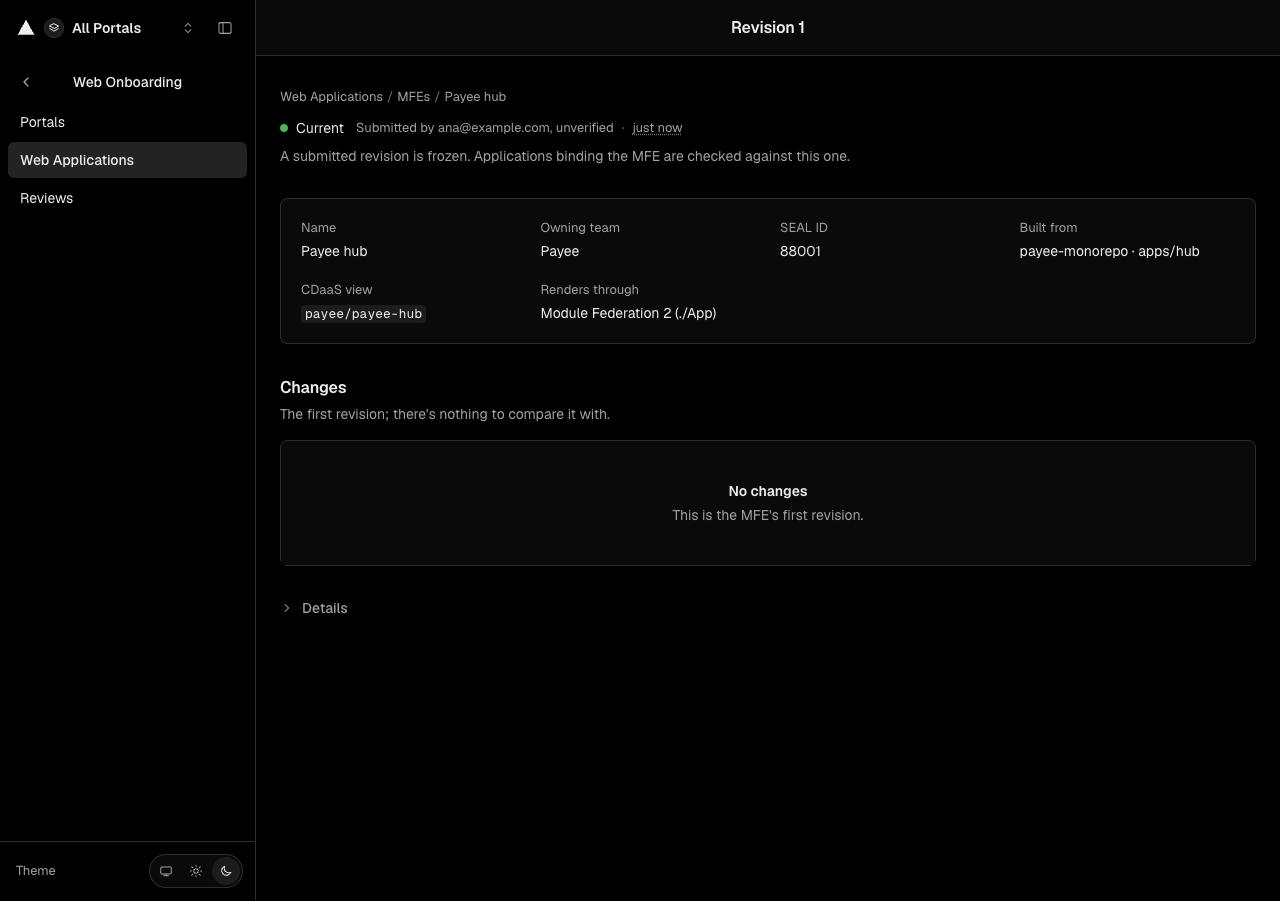 All Portals
Revision 1
Web Onboarding
Portals
Web Applications
Reviews
Web Applications / MFEs / Payee hub
Current Submitted by ana@example.com, unverified · just now
A submitted revision is frozen. Applications binding the MFE are checked against this one.
Name Owning team SEAL ID Built from
Payee hub Payee 88001 payee-monorepo · apps/hub
CDaaS view Renders through
payee/payee-hub Module Federation 2 (./App)
Changes
The first revision; there's nothing to compare it with.
No changes
This is the MFE's first revision.
Details
Theme